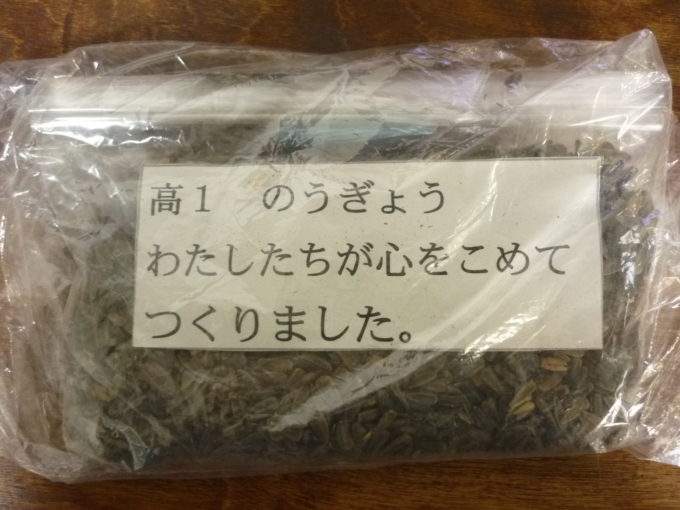 高１　のうぎょう
わたしたちが心をこめて
つくりました。